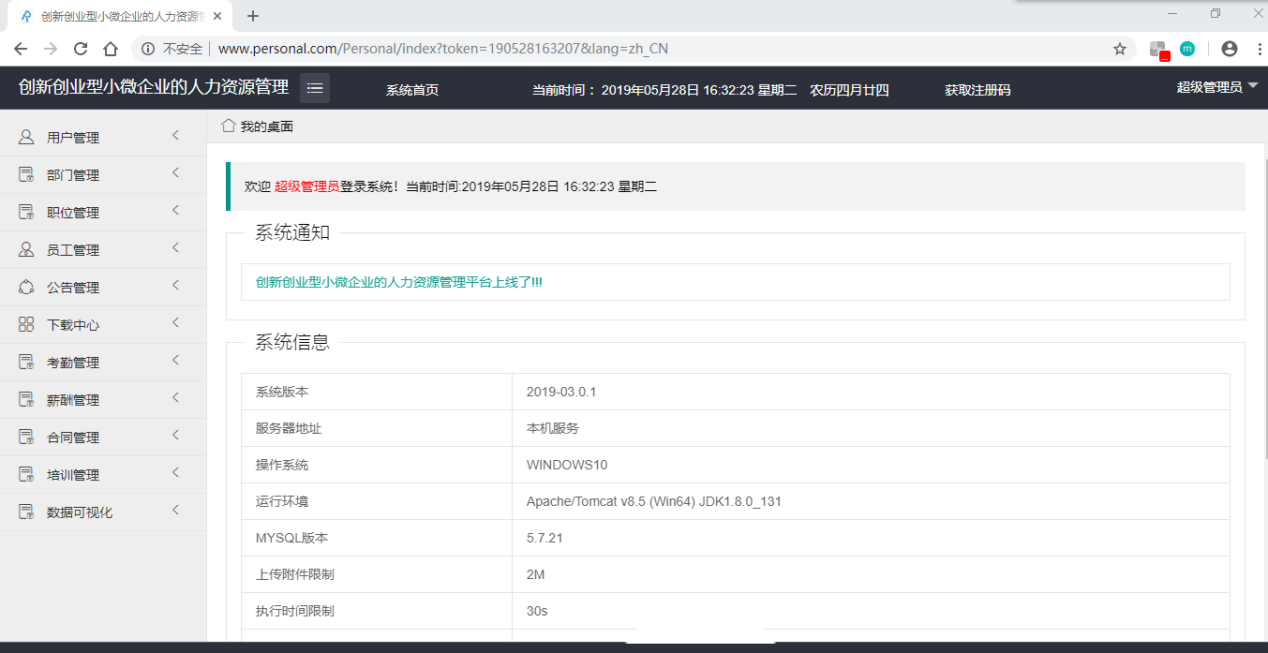 创新创业型小微企业的人力资源
不安全 www.personal.com/Personal/index?token=190528163207&lang=zh_CN
创新创业型小微企业的人力资源管理 系统首页 当前时间： 2019年05月28日 16:32:23 星期二 农历四月廿四 获取注册码 超级管理员
我的桌面
用户管理
部门管理
职位管理
员工管理
公告管理
下载中心
考勤管理
薪酬管理
合同管理
培训管理
数据可视化
欢迎 超级管理员登录系统！当前时间:2019年05月28日 16:32:23 星期二
系统通知
创新创业型小微企业的人力资源管理平台上线了!!!
系统信息
系统版本 2019-03.0.1
服务器地址 本机服务
操作系统 WINDOWS10
运行环境 Apache/Tomcat v8.5 (Win64) JDK1.8.0_131
MYSQL版本 5.7.21
上传附件限制 2M
执行时间限制 30s